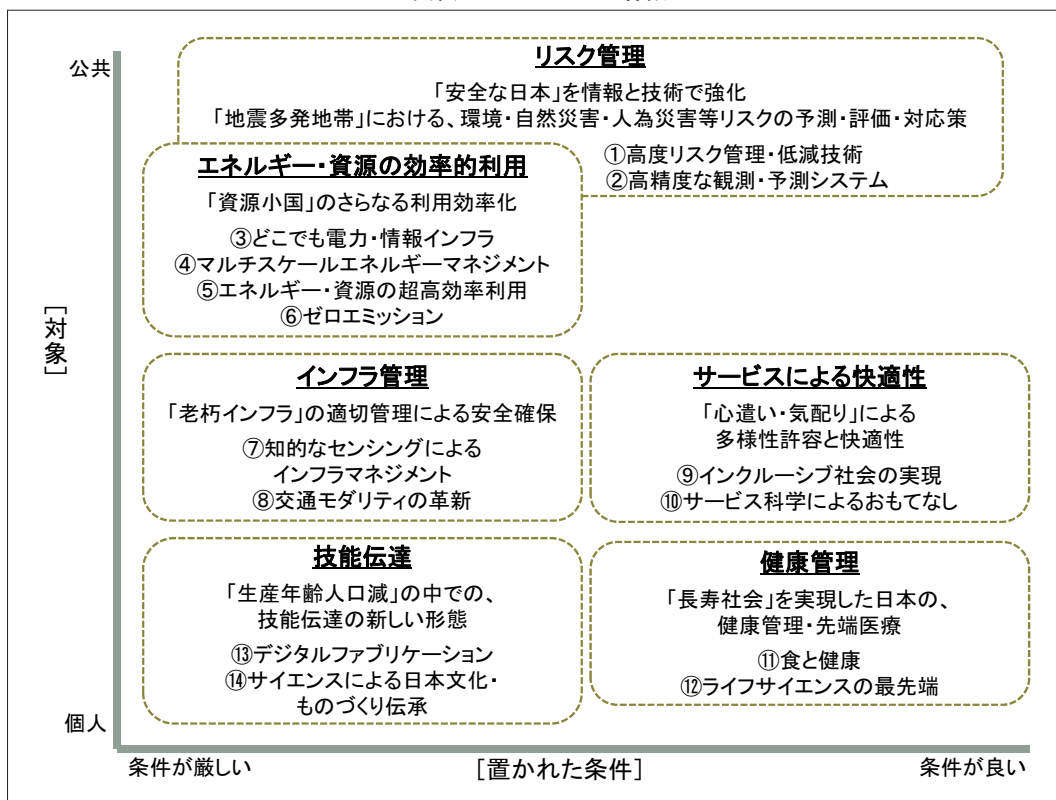 公共
リスク管理
「安全な日本」を情報と技術で強化
「地震多発地帯」における、環境・自然災害・人為災害等リスクの予測・評価・対応策
①高度リスク管理・低減技術
②高精度な観測・予測システム
エネルギー・資源の効率的利用
「資源小国」のさらなる利用効率化
③どこでも電力・情報インフラ
④マルチスケールエネルギーマネジメント
⑤エネルギー・資源の超高効率利用
⑥ゼロエミッション
[対象]
インフラ管理
「老朽インフラ」の適切管理による安全確保
⑦知的なセンシングによる
インフラマネジメント
⑧交通モダリティの革新
サービスによる快適性
「心遣い・気配り」による
多様性許容と快適性
⑨インクルーシブ社会の実現
⑩サービス科学によるおもてなし
技能伝達
「生産年齢人口減」の中での、
技能伝達の新しい形態
⑬デジタルファブリケーション
⑭サイエンスによる日本文化・
ものづくり伝承
健康管理
「長寿社会」を実現した日本の、
健康管理・先端医療
⑪食と健康
⑫ライフサイエンスの最先端
個人
条件が厳しい
[置かれた条件]
条件が良い